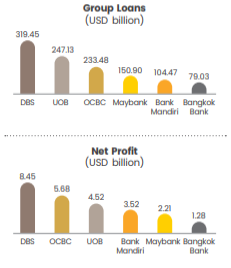 Group Loans
(USD billion)
319.45
247.13
233.48
150.90
104.47
79.03
DBS UOB OCBC Maybank Bank Mandiri Bangkok Bank
Net Profit
(USD billion)
8.45
5.68
4.52
3.52
2.21
1.28
DBS OCBC UOB Bank Mandiri Maybank Bangkok Bank